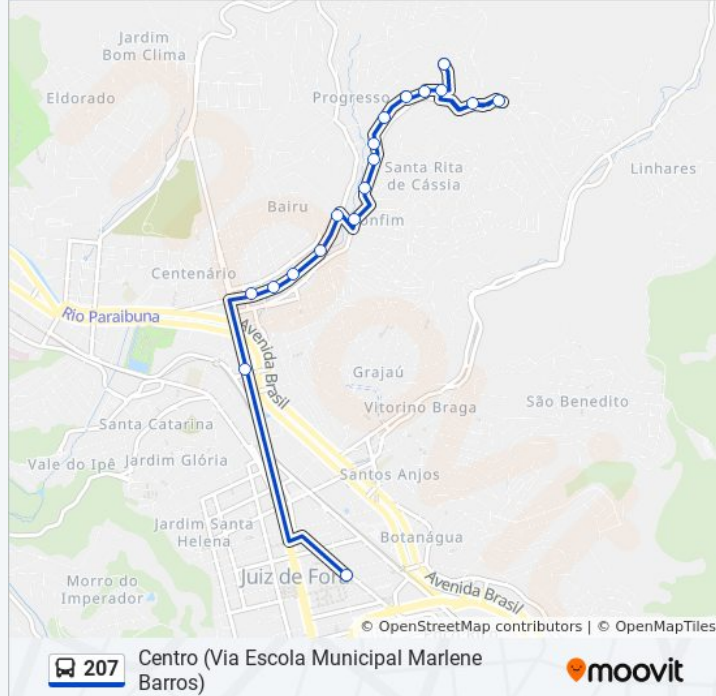 Jardim
Bom Clima
Eldorado
Progresso
Santa Rita
de Cássia
Linhares
Bairu
Centenário
Rio Paraibuna
Avenida Brasil
Grajaú
Vitorino Braga
São Benedito
Santa Catarina
Vale do Ipê
Jardim Glória
Santos Anjos
Jardim Santa
Helena
Botanágua
Juiz de For
Morro do
Imperador
Avenida Brasil
© OpenStreetMap contributors | © OpenMapTiles
207
Centro (Via Escola Municipal Marlene
Barros)
moovit